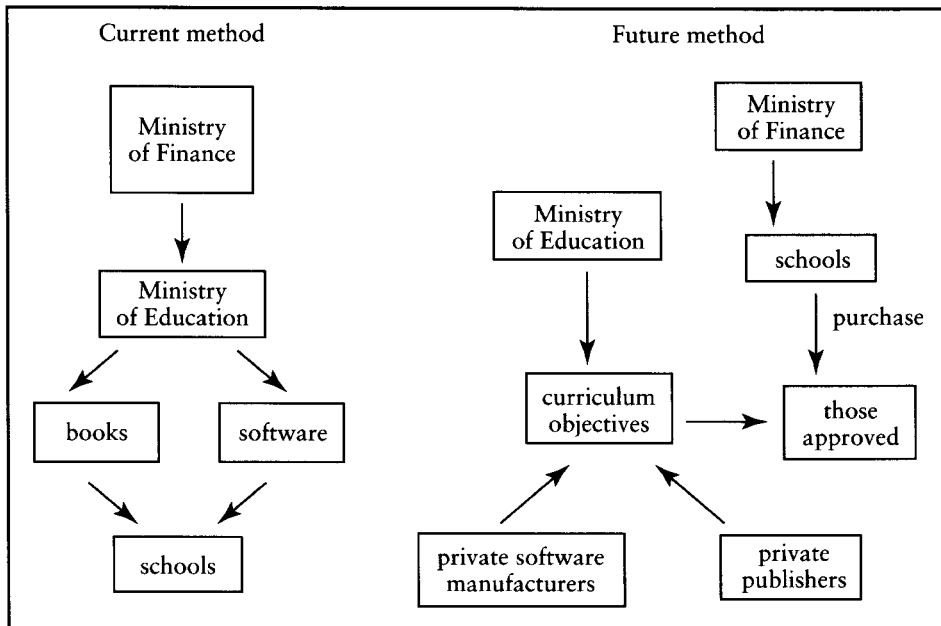 Current method
Ministry
of Finance
Ministry
of Education
books
software
schools
Future method
Ministry
of Finance
Ministry
of Education
schools
purchase
curriculum
objectives
those
approved
private software
manufacturers
private
publishers